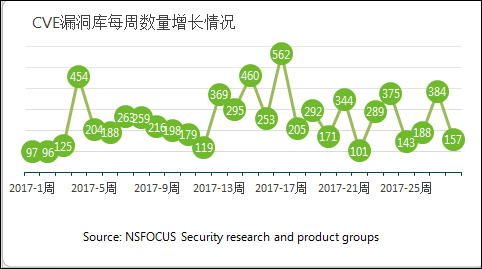 CVE漏洞库每周数量增长情况
97 96 125 454 204 188 263 259 216 198 179 119 369 295 460 253 562 205 292 171 344 101 289 375 143 188 384 157
2017-1周 2017-5周 2017-9周 2017-13周 2017-17周 2017-21周 2017-25周
Source: NSFOCUS Security research and product groups